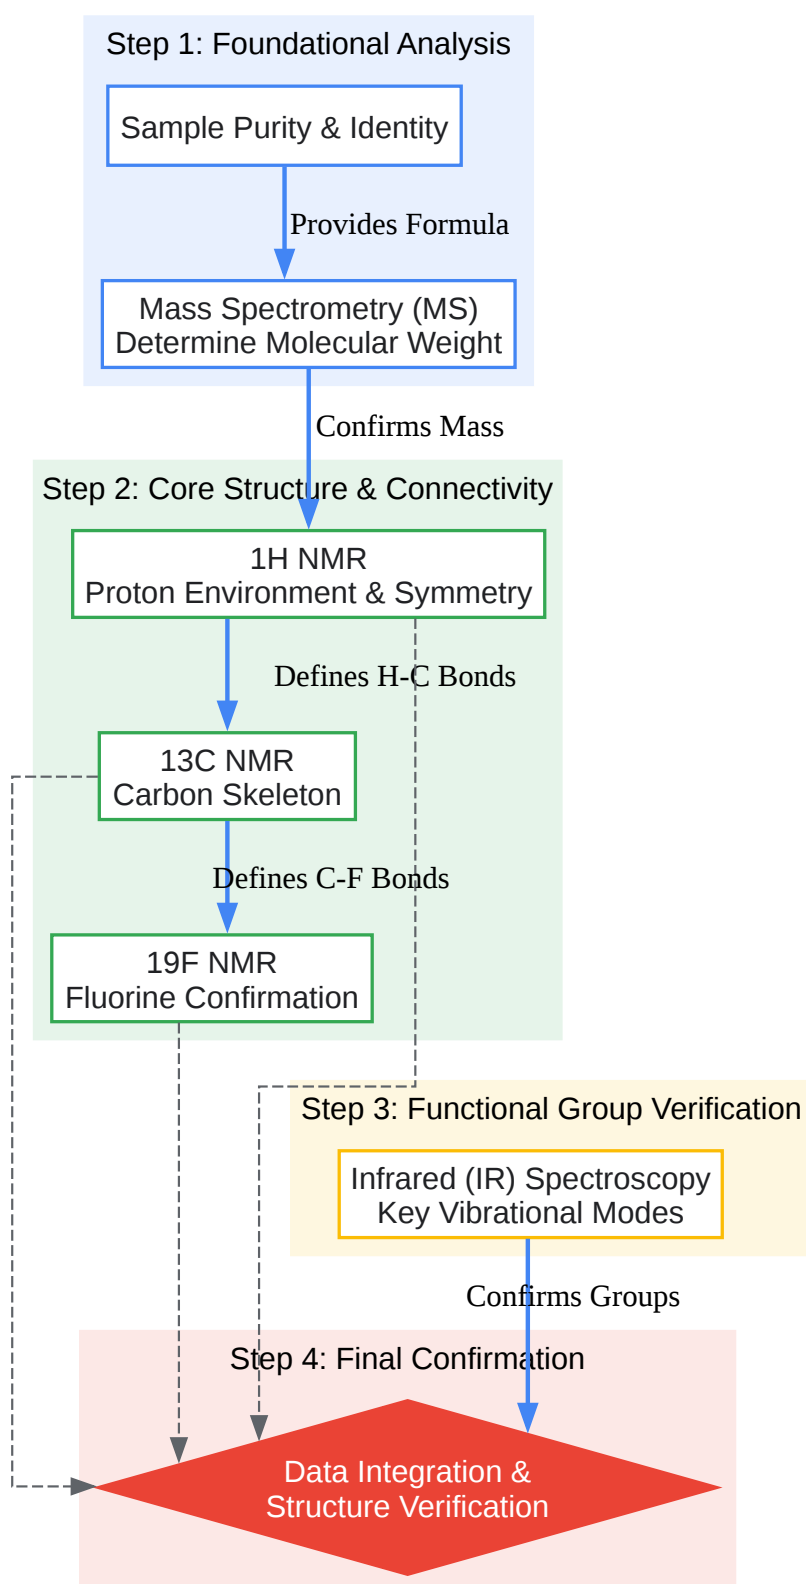 Step 1: Foundational Analysis
Sample Purity & Identity
Provides Formula
Mass Spectrometry (MS)
Determine Molecular Weight
Confirms Mass
Step 2: Core Structure & Connectivity
1H NMR
Proton Environment & Symmetry
Defines H-C Bonds
13C NMR
Carbon Skeleton
Defines C-F Bonds
19F NMR
Fluorine Confirmation
Step 3: Functional Group Verification
Infrared (IR) Spectroscopy
Key Vibrational Modes
Confirms Groups
Step 4: Final Confirmation
Data Integration &
Structure Verification